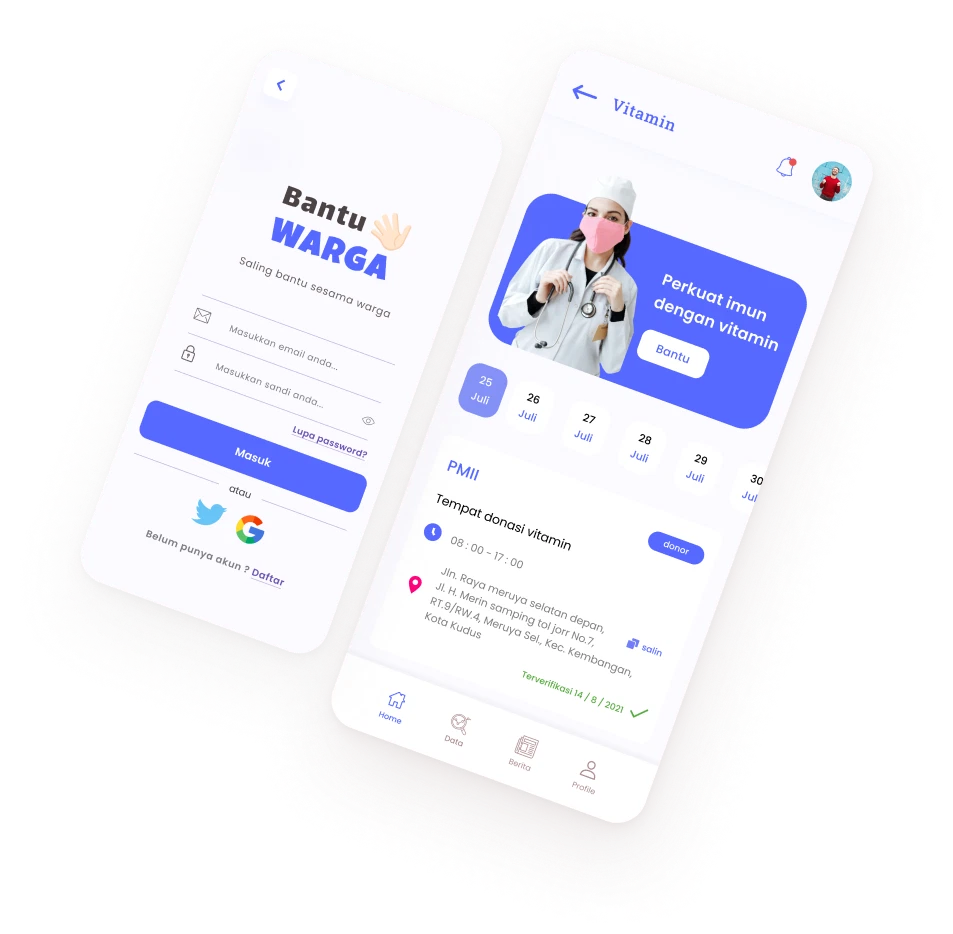 Bantu
WARGA
Saling bantu sesama warga
Masukkan email anda...
Masukkan sandi anda...
Lupa password?
Masuk
atau
Belum punya akun ? Daftar
Vitamin
Perkuat imun
dengan vitamin
Bantu
25
Juli
26
Juli
27
Juli
28
Juli
29
Juli
30
Jul
PMII
Tempat donasi vitamin
donor
08 : 00 - 17 : 00
Jln. Raya meruya selatan depan,
Jl. H. Merin samping tol jorr No.7,
RT.9/RW.4, Meruya Sel., Kec. Kembangan,
Kota Kudus
salin
Terverifikasi 14 / 8 / 2021
Home
Data
Berita
Profile